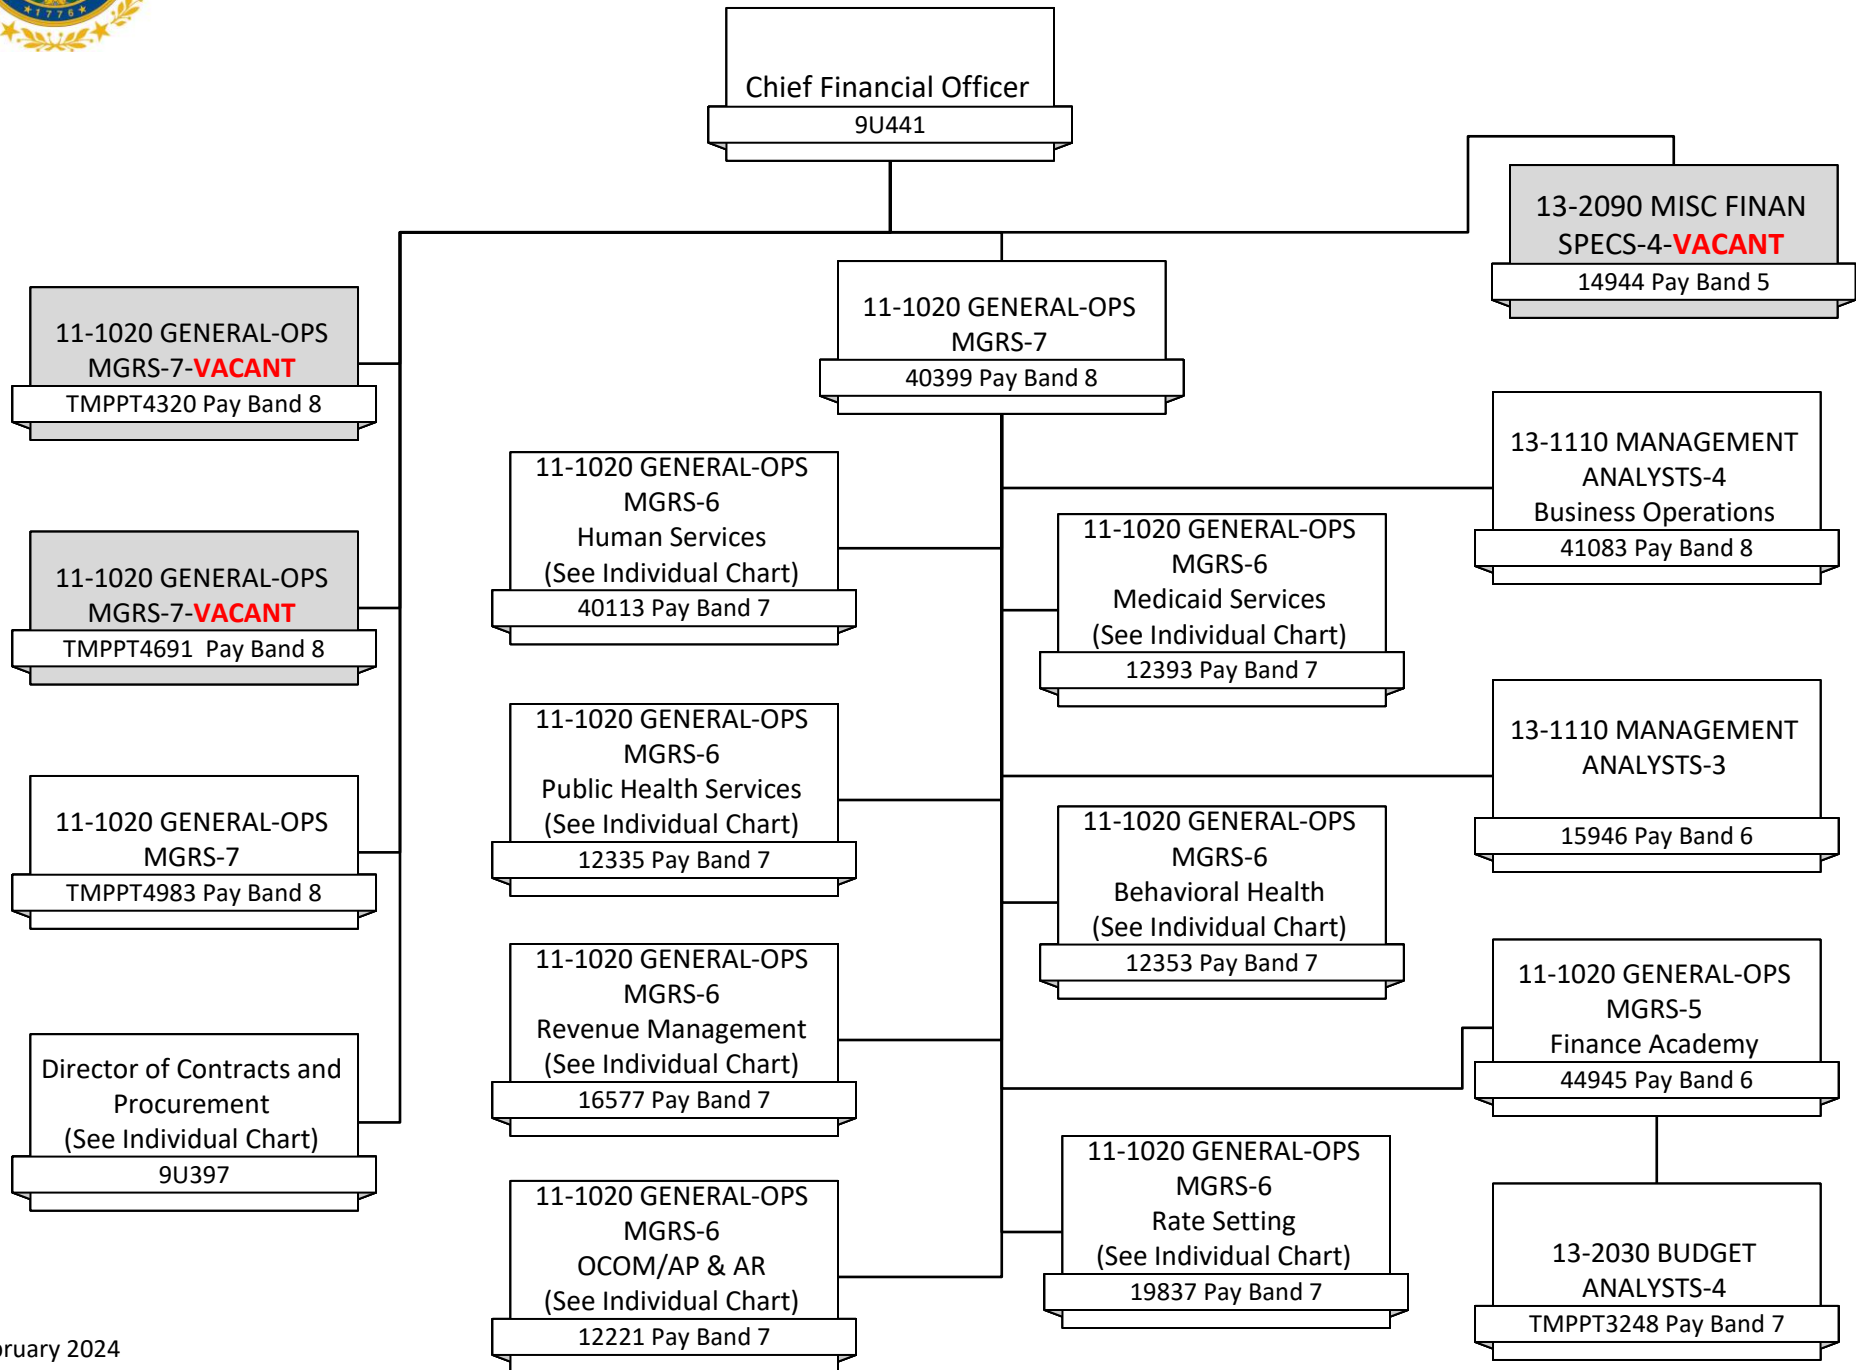 1776
Chief Financial Officer
9U441
13-2090 MISC FINAN
SPECS-4-VACANT
14944 Pay Band 5
11-1020 GENERAL-OPS
MGRS-7
40399 Pay Band 8
11-1020 GENERAL-OPS
MGRS-7-VACANT
TMPPT4320 Pay Band 8
11-1020 GENERAL-OPS
MGRS-7-VACANT
TMPPT4691 Pay Band 8
11-1020 GENERAL-OPS
MGRS-7
TMPPT4983 Pay Band 8
Director of Contracts and
Procurement
(See Individual Chart)
9U397
11-1020 GENERAL-OPS
MGRS-6
Human Services
(See Individual Chart)
40113 Pay Band 7
11-1020 GENERAL-OPS
MGRS-6
Public Health Services
(See Individual Chart)
12335 Pay Band 7
11-1020 GENERAL-OPS
MGRS-6
Revenue Management
(See Individual Chart)
16577 Pay Band 7
11-1020 GENERAL-OPS
MGRS-6
OCOM/AP & AR
(See Individual Chart)
12221 Pay Band 7
11-1020 GENERAL-OPS
MGRS-6
Medicaid Services
(See Individual Chart)
12393 Pay Band 7
11-1020 GENERAL-OPS
MGRS-6
Behavioral Health
(See Individual Chart)
12353 Pay Band 7
11-1020 GENERAL-OPS
MGRS-6
Rate Setting
(See Individual Chart)
19837 Pay Band 7
13-1110 MANAGEMENT
ANALYSTS-4
Business Operations
41083 Pay Band 8
13-1110 MANAGEMENT
ANALYSTS-3
15946 Pay Band 6
11-1020 GENERAL-OPS
MGRS-5
Finance Academy
44945 Pay Band 6
13-2030 BUDGET
ANALYSTS-4
TMPPT3248 Pay Band 7
bruary 2024